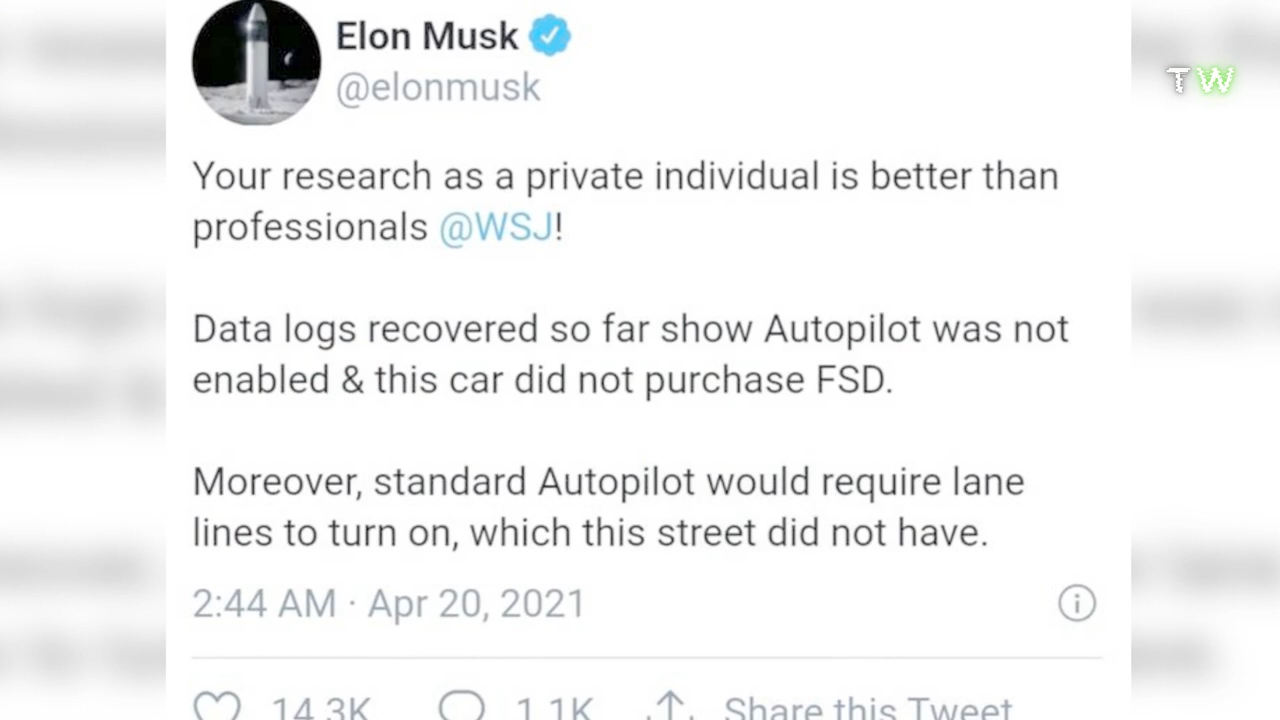 Elon Musk
@elonmusk
TW
Your research as a private individual is better than
professionals @WSJ!
Data logs recovered so far show Autopilot was not
enabled & this car did not purchase FSD.
Moreover, standard Autopilot would require lane
lines to turn on, which this street did not have.
2:44 AM · Apr 20, 2021
14.3K 1.1K Share this Tweet